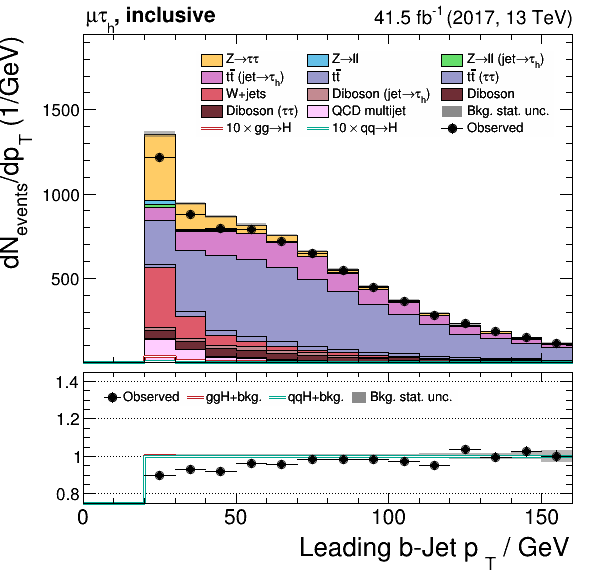 μτh, inclusive 41.5 fb⁻¹ (2017, 13 TeV)
dNevents/dpT (1/GeV)
Z→ττ Z→ll Z→ll (jet→τh)
tt̄ (jet→τh) tt̄ tt̄ (ττ)
W+jets Diboson (jet→τh) Diboson
Diboson (ττ) QCD multijet Bkg. stat. unc.
10 × gg→H 10 × qq→H Observed
1500
1000
500
Observed ggH+bkg. qqH+bkg. Bkg. stat. unc.
1.4
1.2
1
0.8
0 50 100 150
Leading b-Jet pT / GeV